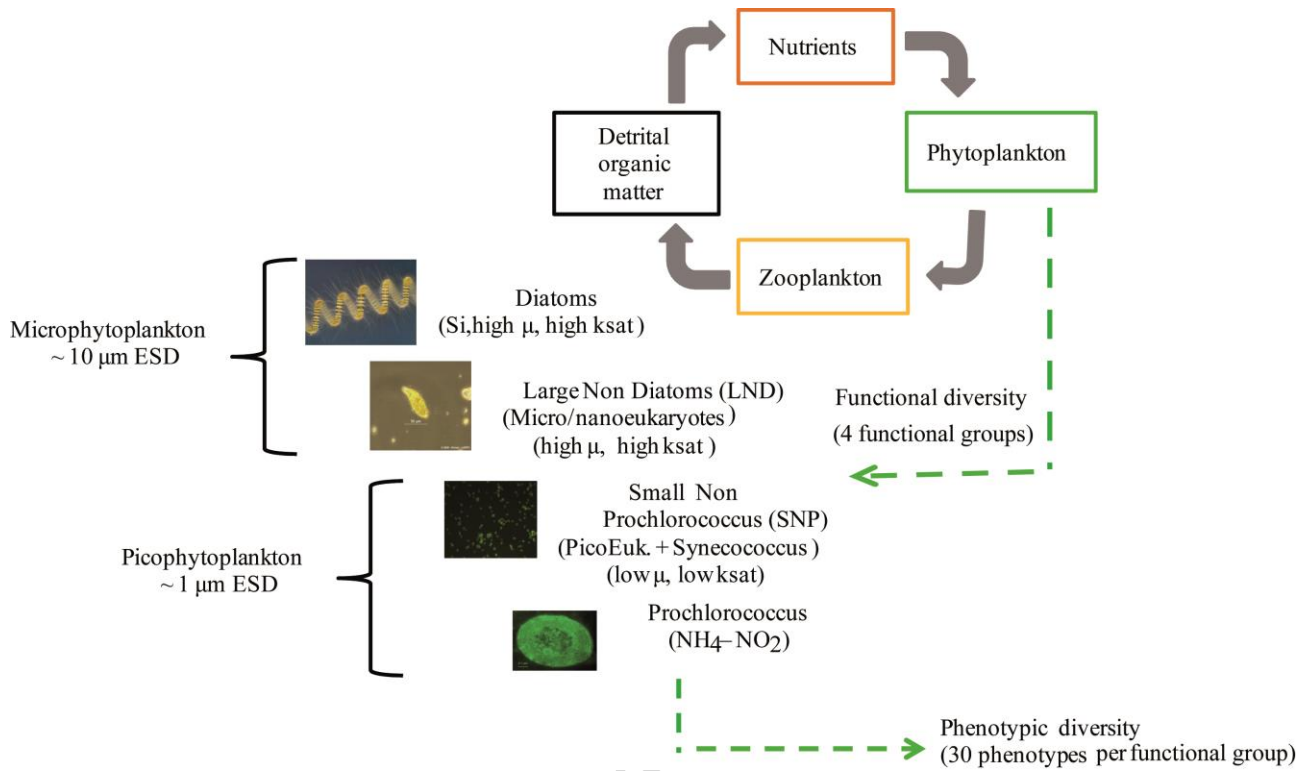 Nutrients
Detrital
organic
matter
Phytoplankton
Zooplankton
Microphytoplankton
~ 10 μm ESD
Diatoms
(Si,high μ, high ksat)
Large Non Diatoms (LND)
(Micro/nanoeukaryotes)
(high μ, high ksat)
Functional diversity
(4 functional groups)
Picophytoplankton
~ 1 μm ESD
Small Non
Prochlorococcus (SNP)
(PicoEuk. + Synecococcus)
(low μ, low ksat)
Prochlorococcus
(NH4–NO2)
Phenotypic diversity
(30 phenotypes per functional group)